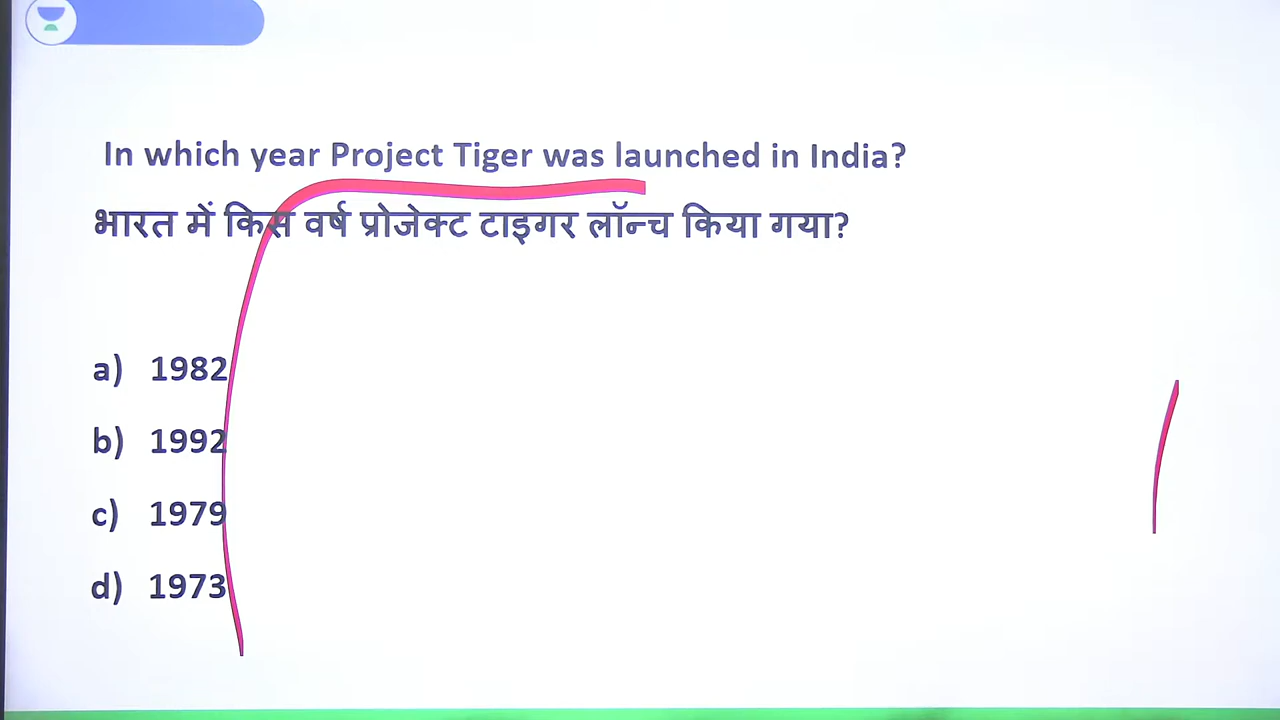 In which year Project Tiger was launched in India?
भारत में किस वर्ष प्रोजेक्ट टाइगर लॉन्च किया गया?
a) 1982
b) 1992
c) 1979
d) 1973